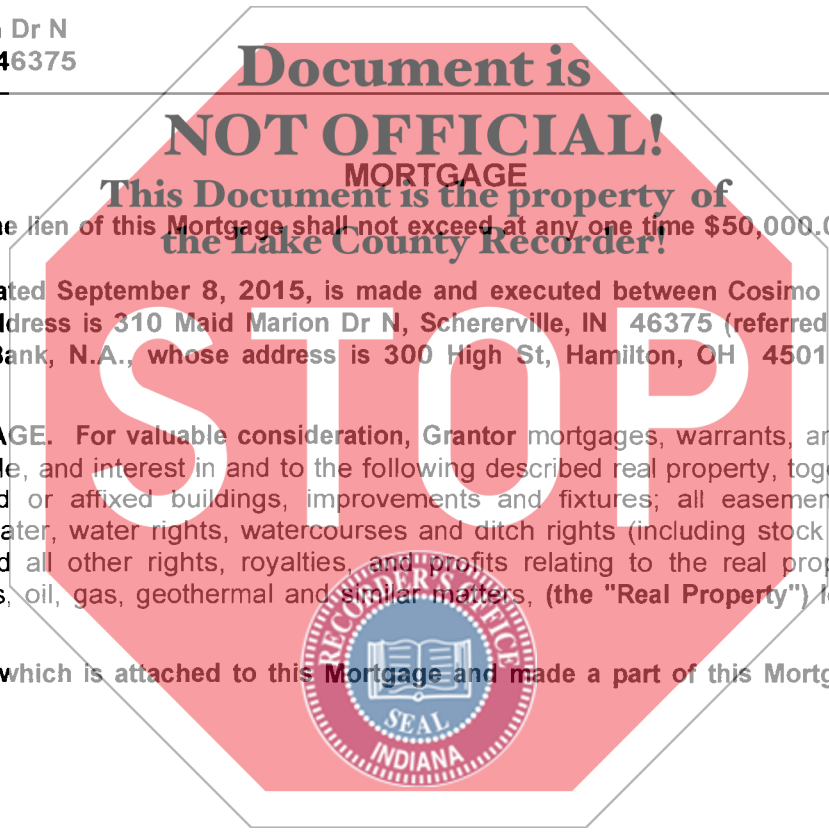 Dr N
46375
Document is
NOT OFFICIAL!
MORTGAGE
This Document is the property of
lien of this Mortgage shall not exceed at any one time $50,000.
the Lake County Recorder!
ated September 8, 2015, is made and executed between Cosimo
ddress is 310 Maid Marion Dr N, Schererville, IN 46375 (referred
Bank, N.A., whose address is 300 High St, Hamilton, OH 4501
STOP
AGE. For valuable consideration, Grantor mortgages, warrants, an
le, and interest in and to the following described real property, tog
d or affixed buildings, improvements and fixtures; all easemen
ater, water rights, watercourses and ditch rights (including stock
d all other rights, royalties, and profits relating to the real prop
s, oil, gas, geothermal and similar matters, (the "Real Property") l
RECORDER'S OFFICE
which is attached to this Mortgage and made a part of this Mortg
SEAL
INDIANA